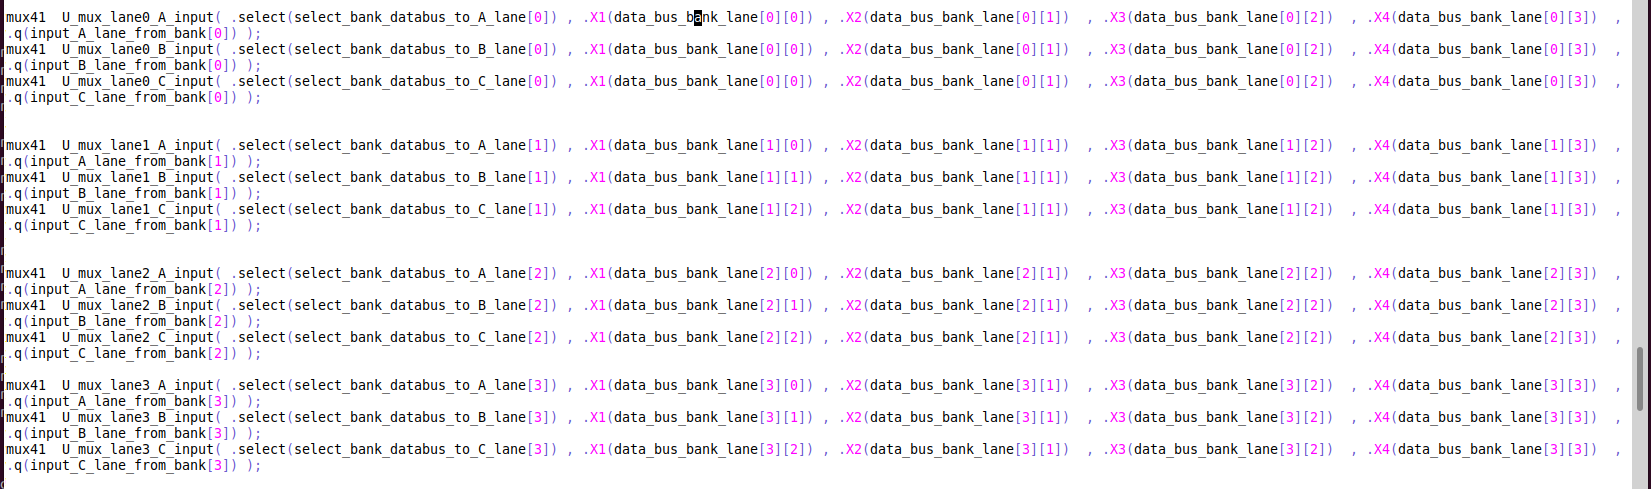 mux41  U_mux_lane0_A_input( .select(select_bank_databus_to_A_lane[0]) , .X1(data_bus_bank_lane[0][0]) , .X2(data_bus_bank_lane[0][1])  , .X3(data_bus_bank_lane[0][2])  , .X4(data_bus_bank_lane[0][3])  ,
.q(input_A_lane_from_bank[0]) );
mux41  U_mux_lane0_B_input( .select(select_bank_databus_to_B_lane[0]) , .X1(data_bus_bank_lane[0][0]) , .X2(data_bus_bank_lane[0][1])  , .X3(data_bus_bank_lane[0][2])  , .X4(data_bus_bank_lane[0][3])  ,
.q(input_B_lane_from_bank[0]) );
mux41  U_mux_lane0_C_input( .select(select_bank_databus_to_C_lane[0]) , .X1(data_bus_bank_lane[0][0]) , .X2(data_bus_bank_lane[0][1])  , .X3(data_bus_bank_lane[0][2])  , .X4(data_bus_bank_lane[0][3])  ,
.q(input_C_lane_from_bank[0]) );
mux41  U_mux_lane1_A_input( .select(select_bank_databus_to_A_lane[1]) , .X1(data_bus_bank_lane[1][0]) , .X2(data_bus_bank_lane[1][1])  , .X3(data_bus_bank_lane[1][2])  , .X4(data_bus_bank_lane[1][3])  ,
.q(input_A_lane_from_bank[1]) );
mux41  U_mux_lane1_B_input( .select(select_bank_databus_to_B_lane[1]) , .X1(data_bus_bank_lane[1][1]) , .X2(data_bus_bank_lane[1][1])  , .X3(data_bus_bank_lane[1][2])  , .X4(data_bus_bank_lane[1][3])  ,
.q(input_B_lane_from_bank[1]) );
mux41  U_mux_lane1_C_input( .select(select_bank_databus_to_C_lane[1]) , .X1(data_bus_bank_lane[1][2]) , .X2(data_bus_bank_lane[1][1])  , .X3(data_bus_bank_lane[1][2])  , .X4(data_bus_bank_lane[1][3])  ,
.q(input_C_lane_from_bank[1]) );
mux41  U_mux_lane2_A_input( .select(select_bank_databus_to_A_lane[2]) , .X1(data_bus_bank_lane[2][0]) , .X2(data_bus_bank_lane[2][1])  , .X3(data_bus_bank_lane[2][2])  , .X4(data_bus_bank_lane[2][3])  ,
.q(input_A_lane_from_bank[2]) );
mux41  U_mux_lane2_B_input( .select(select_bank_databus_to_B_lane[2]) , .X1(data_bus_bank_lane[2][1]) , .X2(data_bus_bank_lane[2][1])  , .X3(data_bus_bank_lane[2][2])  , .X4(data_bus_bank_lane[2][3])  ,
.q(input_B_lane_from_bank[2]) );
mux41  U_mux_lane2_C_input( .select(select_bank_databus_to_C_lane[2]) , .X1(data_bus_bank_lane[2][2]) , .X2(data_bus_bank_lane[2][1])  , .X3(data_bus_bank_lane[2][2])  , .X4(data_bus_bank_lane[2][3])  ,
.q(input_C_lane_from_bank[2]) );
mux41  U_mux_lane3_A_input( .select(select_bank_databus_to_A_lane[3]) , .X1(data_bus_bank_lane[3][0]) , .X2(data_bus_bank_lane[3][1])  , .X3(data_bus_bank_lane[3][2])  , .X4(data_bus_bank_lane[3][3])  ,
.q(input_A_lane_from_bank[3]) );
mux41  U_mux_lane3_B_input( .select(select_bank_databus_to_B_lane[3]) , .X1(data_bus_bank_lane[3][1]) , .X2(data_bus_bank_lane[3][1])  , .X3(data_bus_bank_lane[3][2])  , .X4(data_bus_bank_lane[3][3])  ,
.q(input_B_lane_from_bank[3]) );
mux41  U_mux_lane3_C_input( .select(select_bank_databus_to_C_lane[3]) , .X1(data_bus_bank_lane[3][2]) , .X2(data_bus_bank_lane[3][1])  , .X3(data_bus_bank_lane[3][2])  , .X4(data_bus_bank_lane[3][3])  ,
.q(input_C_lane_from_bank[3]) );